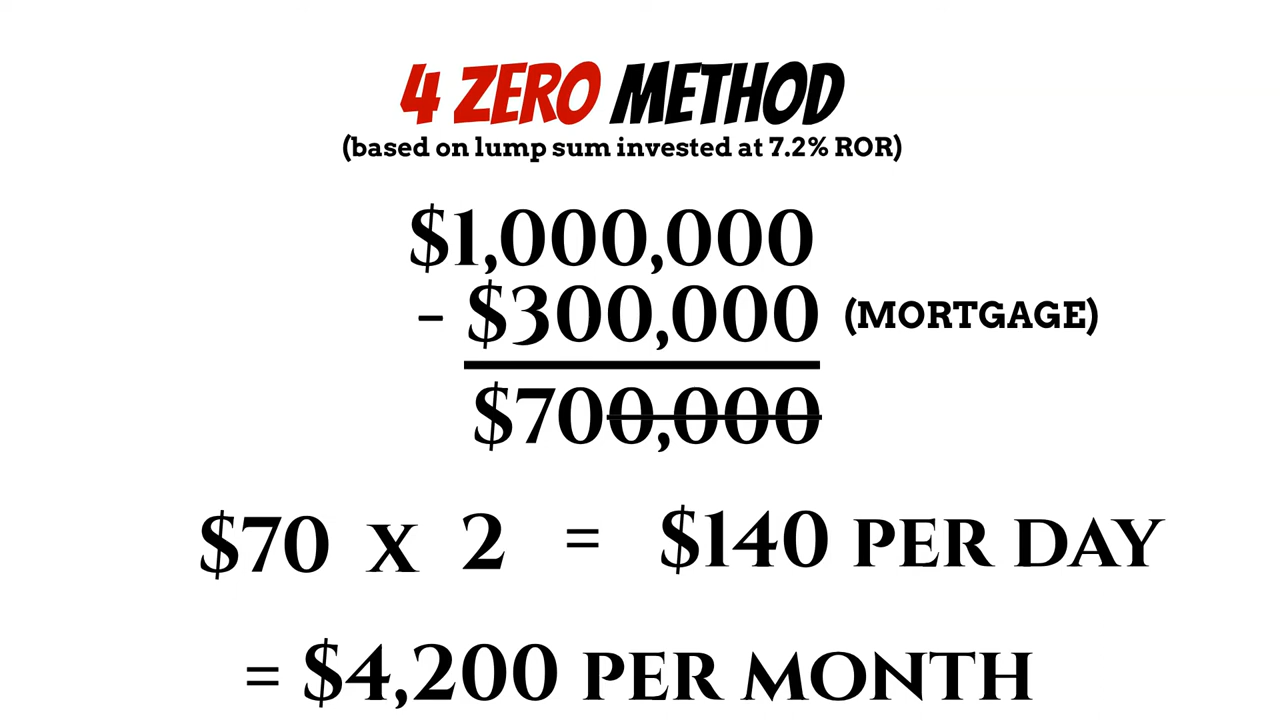 4 ZERO METHOD
(based on lump sum invested at 7.2% ROR)
$1,000,000
- $300,000 (MORTGAGE)
$700,000
$70 x 2 = $140 PER DAY
= $4,200 PER MONTH